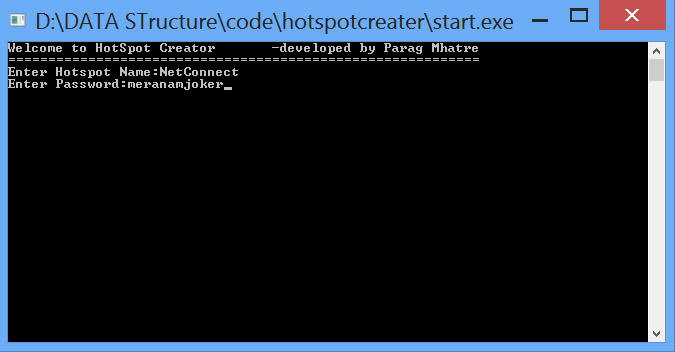 D:\DATA STructure\code\hotspotcreater\start.exe
Welcome to HotSpot Creator       -developed by Parag Mhatre
===========================================================
Enter Hotspot Name:NetConnect
Enter Password:meranamjoker_